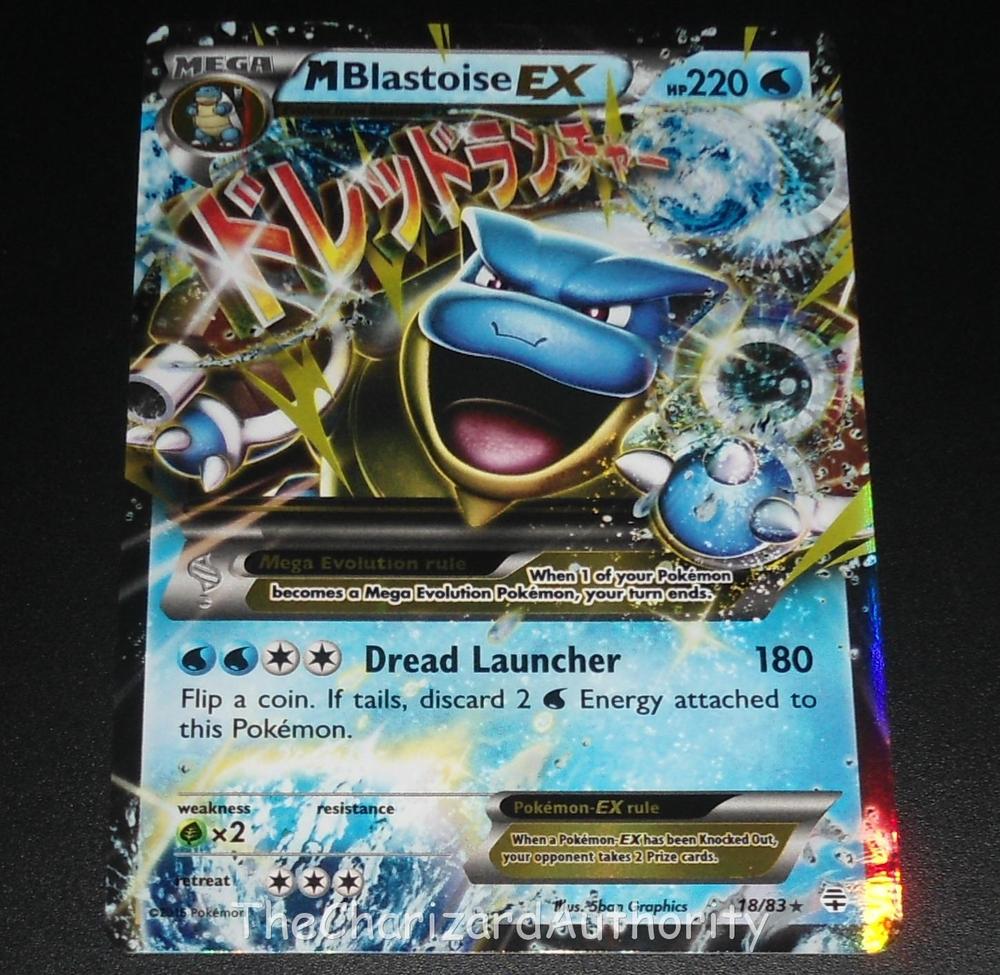 MEGA
MBlastoise EX
HP220
ドレッドランチャー
Mega Evolution rule
When 1 of your Pokémon
becomes a Mega Evolution Pokémon, your turn ends.
Dread Launcher 180
Flip a coin. If tails, discard 2 Energy attached to
this Pokémon.
weakness resistance
×2
Pokémon-EX rule
When a Pokémon-EX has been Knocked Out,
your opponent takes 2 Prize cards.
retreat
©2016 Pokémon
Illus. 5ban Graphics 18/83
TheCharizardAuthority